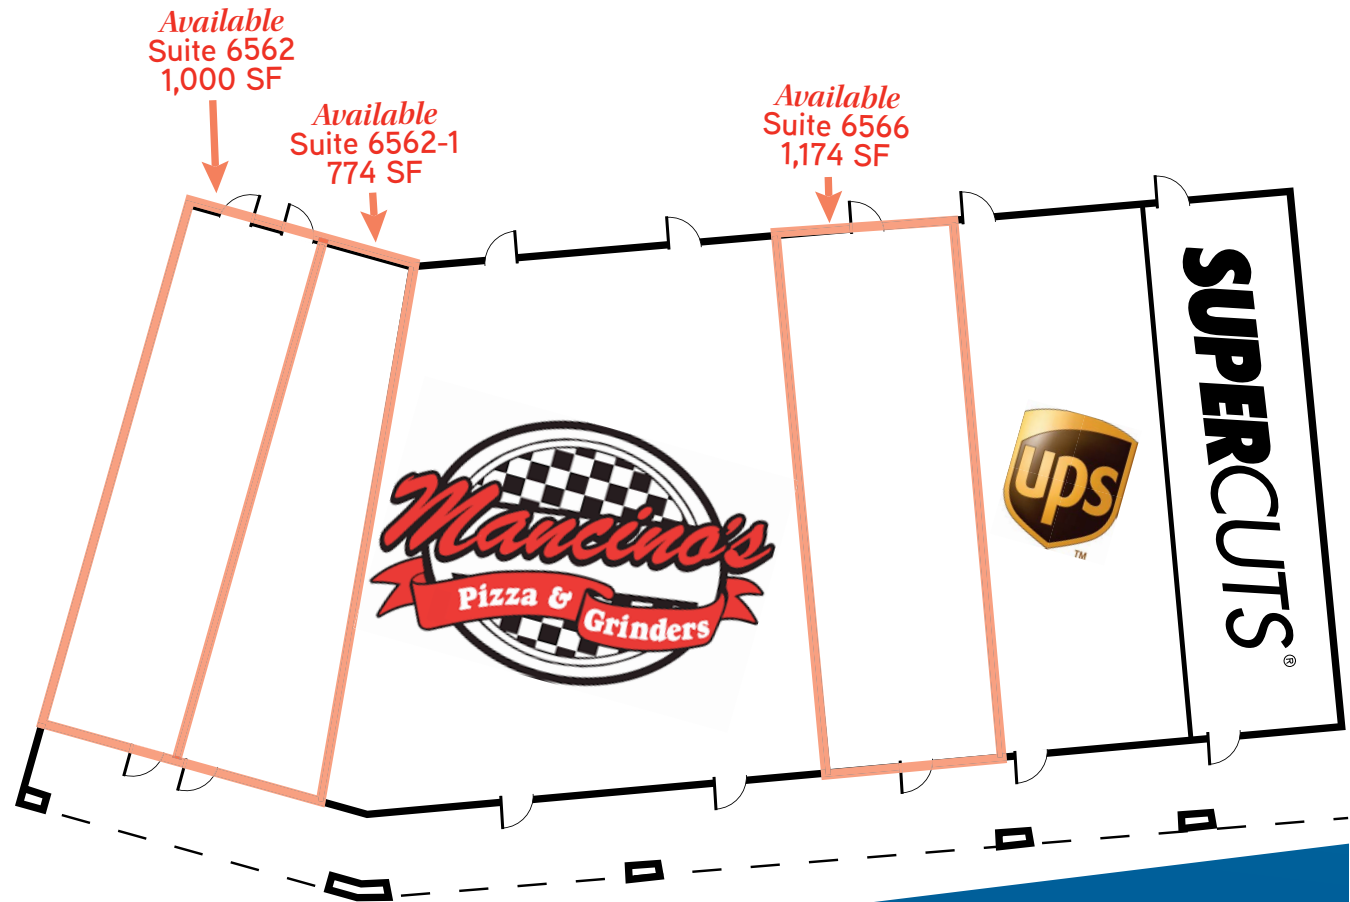 Available
Suite 6562
1,000 SF
Available
Suite 6562-1
774 SF
Available
Suite 6566
1,174 SF
Mancino's
Pizza &
Grinders
ups
TM
SUPERCUTS®